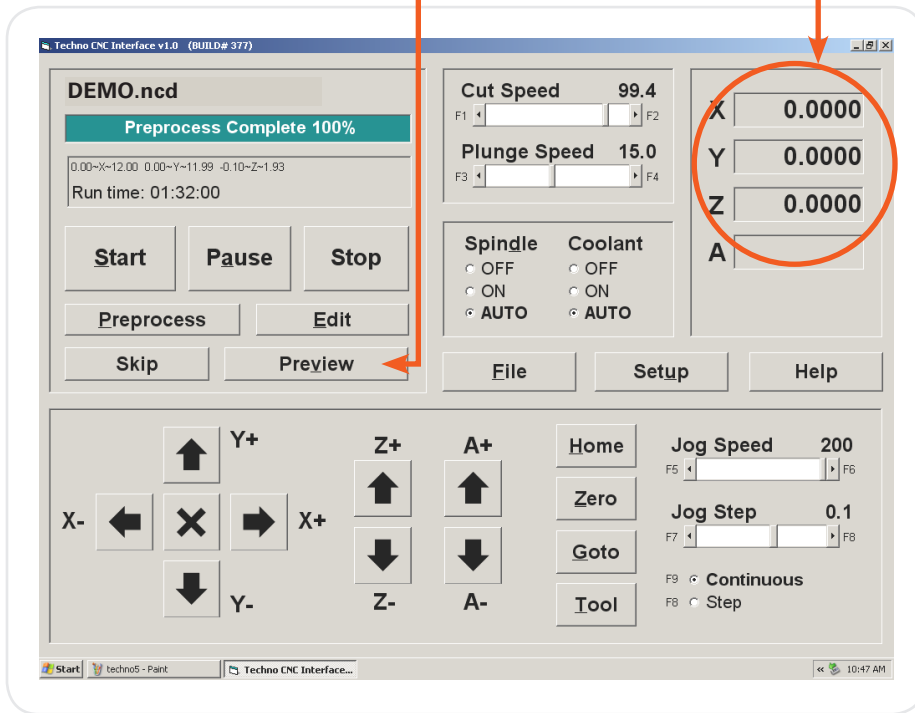 Techno CNC Interface v1.0 (BUILD# 377)
DEMO.ncd
Preprocess Complete 100%
0.00~X~12.00 0.00~Y~11.99 -0.10~Z~1.93
Run time: 01:32:00
Start Pause Stop
Preprocess Edit
Skip Preview
Cut Speed 99.4
F1 F2
Plunge Speed 15.0
F3 F4
Spindle Coolant
OFF OFF
ON ON
AUTO AUTO
X 0.0000
Y 0.0000
Z 0.0000
A
File Setup Help
Y+
X- X+
Y-
Z+ A+
Z- A-
Home
Zero
Goto
Tool
Jog Speed 200
F5 F6
Jog Step 0.1
F7 F8
F9 Continuous
F8 Step
Start techno5 - Paint Techno CNC Interface... « 10:47 AM